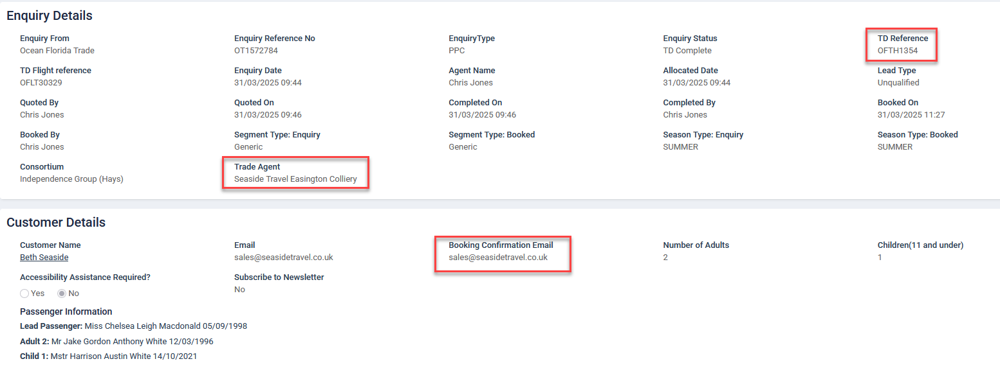 Enquiry Details
Enquiry From Enquiry Reference No EnquiryType Enquiry Status TD Reference
Ocean Florida Trade OT1572784 PPC TD Complete OFTH1354
TD Flight reference Enquiry Date Agent Name Allocated Date Lead Type
OFLT30329 31/03/2025 09:44 Chris Jones 31/03/2025 09:44 Unqualified
Quoted By Quoted On Completed On Completed By Booked On
Chris Jones 31/03/2025 09:46 31/03/2025 09:46 Chris Jones 31/03/2025 11:27
Booked By Segment Type: Enquiry Segment Type: Booked Season Type: Enquiry Season Type: Booked
Chris Jones Generic Generic SUMMER SUMMER
Consortium Trade Agent
Independence Group (Hays) Seaside Travel Easington Colliery
Customer Details
Customer Name Email Booking Confirmation Email Number of Adults Children(11 and under)
Beth Seaside sales@seasidetravel.co.uk sales@seasidetravel.co.uk 2 1
Accessibility Assistance Required? Subscribe to Newsletter
Yes No No
Passenger Information
Lead Passenger: Miss Chelsea Leigh Macdonald 05/09/1998
Adult 2: Mr Jake Gordon Anthony White 12/03/1996
Child 1: Mstr Harrison Austin White 14/10/2021